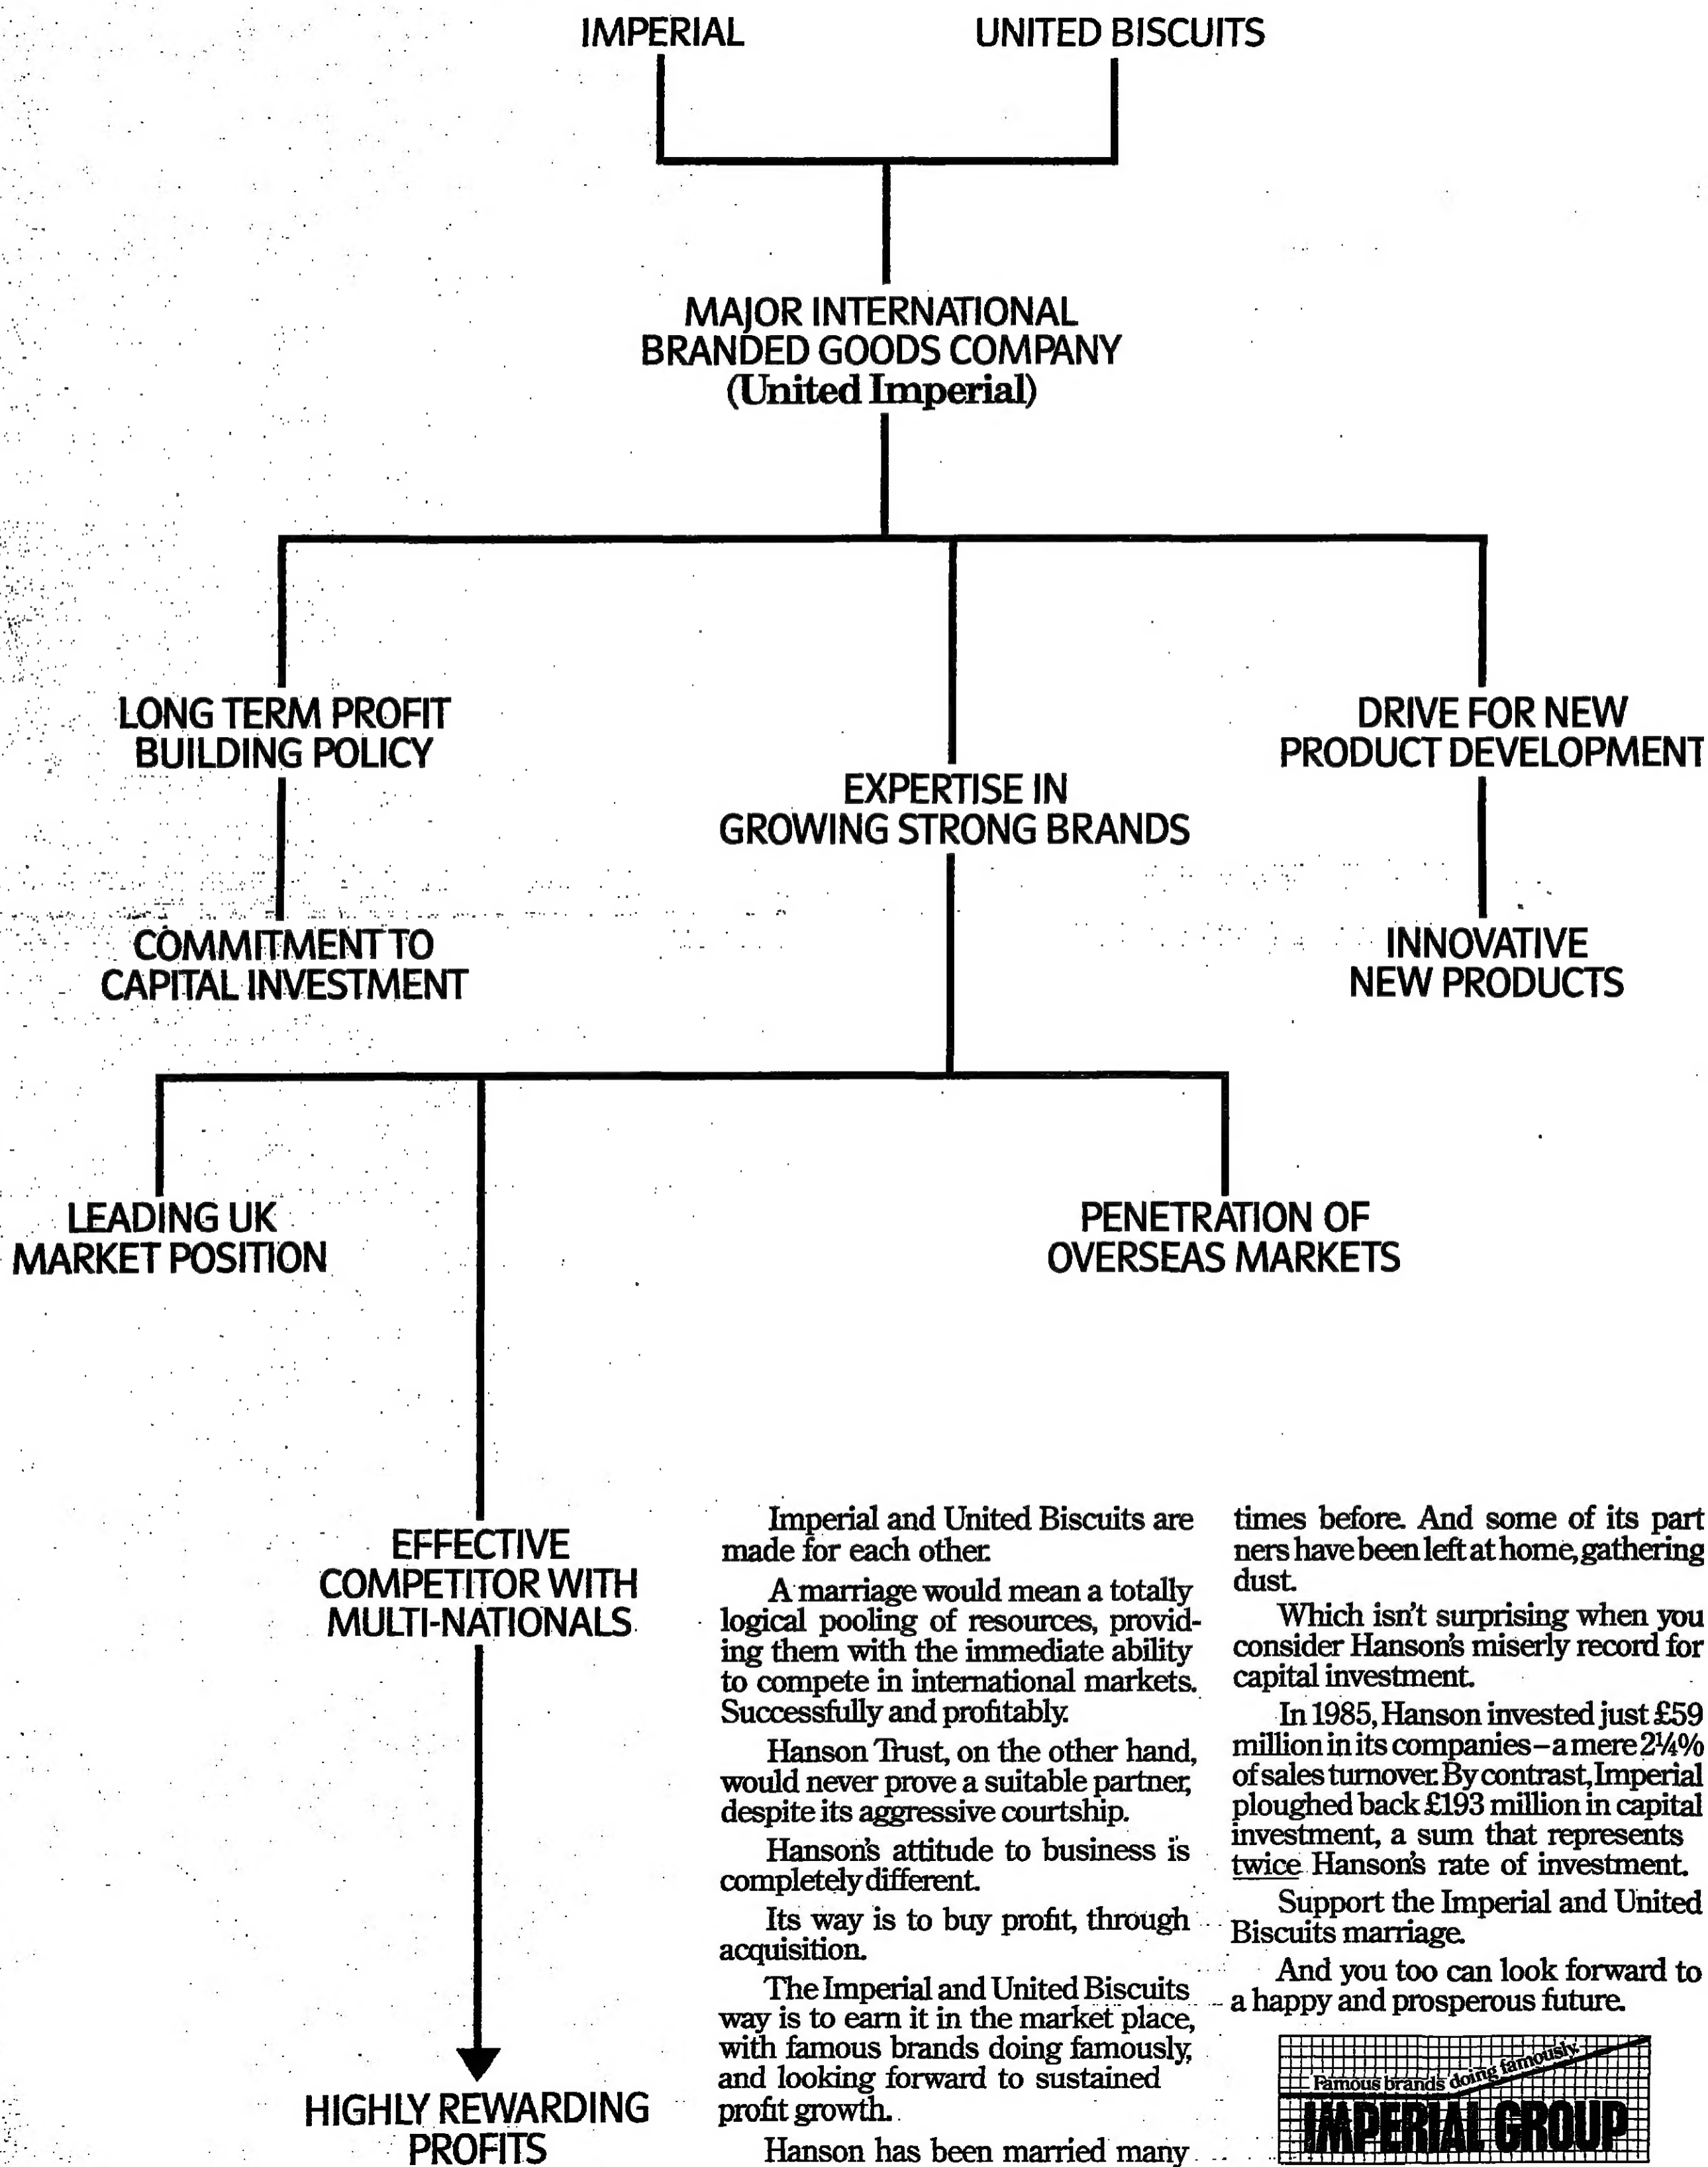 IMPERIAL
UNITED BISCUITS
MAJOR INTERNATIONAL
BRANDED GOODS COMPANY
(United Imperial)
LONG TERM PROFIT
BUILDING POLICY
EXPERTISE IN
GROWING STRONG BRANDS
DRIVE FOR NEW
PRODUCT DEVELOPMENT
COMMITMENT TO
CAPITAL INVESTMENT
INNOVATIVE
NEW PRODUCTS
LEADING UK
MARKET POSITION
PENETRATION OF
OVERSEAS MARKETS
EFFECTIVE
COMPETITOR WITH
MULTI-NATIONALS
HIGHLY REWARDING
PROFITS
Imperial and United Biscuits are
made for each other.
A marriage would mean a totally
logical pooling of resources, provid-
ing them with the immediate ability
to compete in international markets.
Successfully and profitably.
Hanson Trust, on the other hand,
would never prove a suitable partner,
despite its aggressive courtship.
Hanson's attitude to business is
completely different.
Its way is to buy profit, through
acquisition.
The Imperial and United Biscuits
way is to earn it in the market place,
with famous brands doing famously,
and looking forward to sustained
profit growth.
Hanson has been married many
times before. And some of its part
ners have been left at home, gathering
dust.
Which isn't surprising when you
consider Hanson's miserly record for
capital investment.
In 1985, Hanson invested just £59
million in its companies – a mere 2¼%
of sales turnover. By contrast, Imperial
ploughed back £193 million in capital
investment, a sum that represents
twice Hanson's rate of investment.
Support the Imperial and United
Biscuits marriage.
And you too can look forward to
a happy and prosperous future.
Famous brands doing famously.
IMPERIAL GROUP